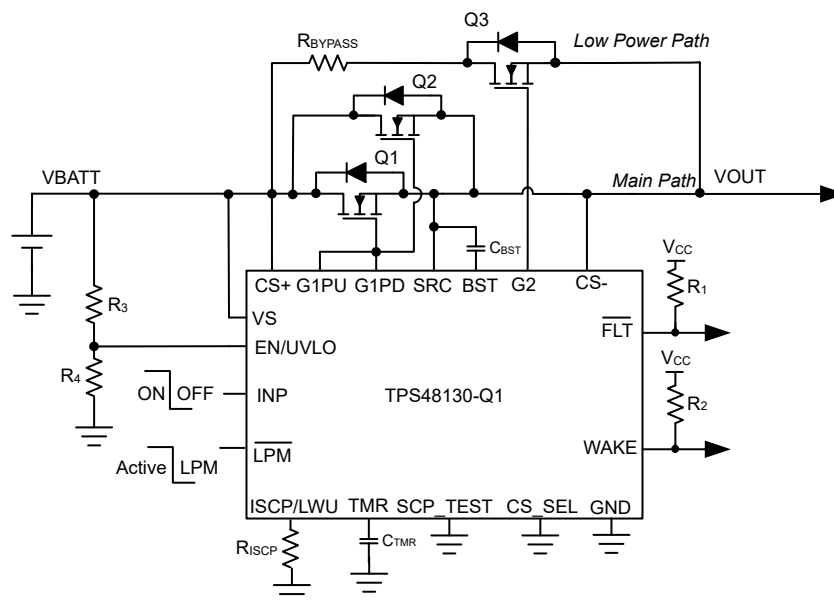 Q3
Low Power Path
RBYPASS
Q2
Q1
VBATT
Main Path
VOUT
CBST
VCC
CS+ G1PU G1PD SRC BST G2 CS-
R1
R3
VS
FLT
EN/UVLO
R4
VCC
ON OFF
INP
TPS48130-Q1
R2
LPM
WAKE
Active LPM
ISCP/LWU TMR SCP_TEST CS_SEL GND
RISCP
CTMR